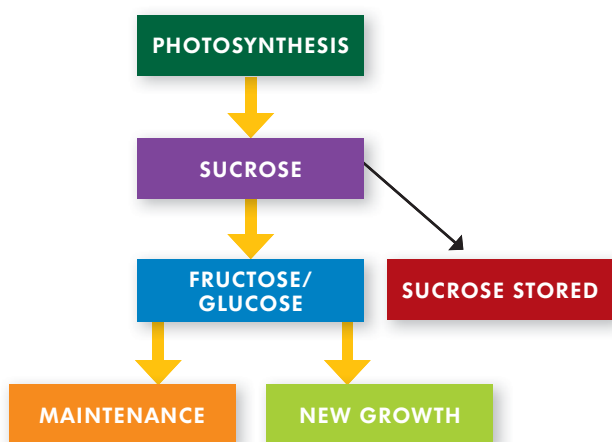 PHOTOSYNTHESIS
SUCROSE
FRUCTOSE/
GLUCOSE
SUCROSE STORED
MAINTENANCE
NEW GROWTH